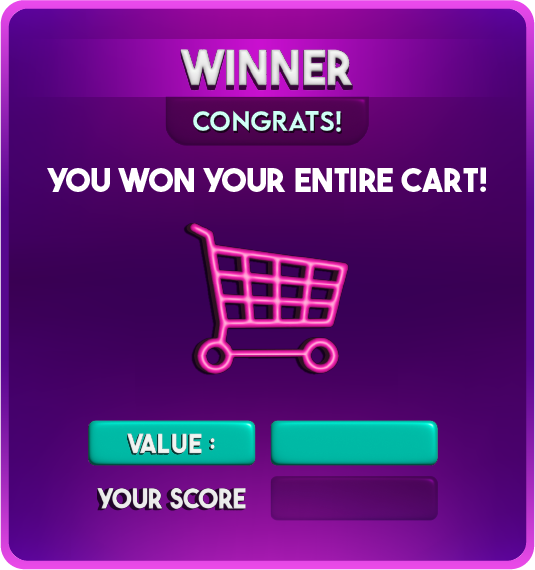 WINNER
CONGRATS!
YOU WON YOUR ENTIRE CART!
VALUE :
YOUR SCORE